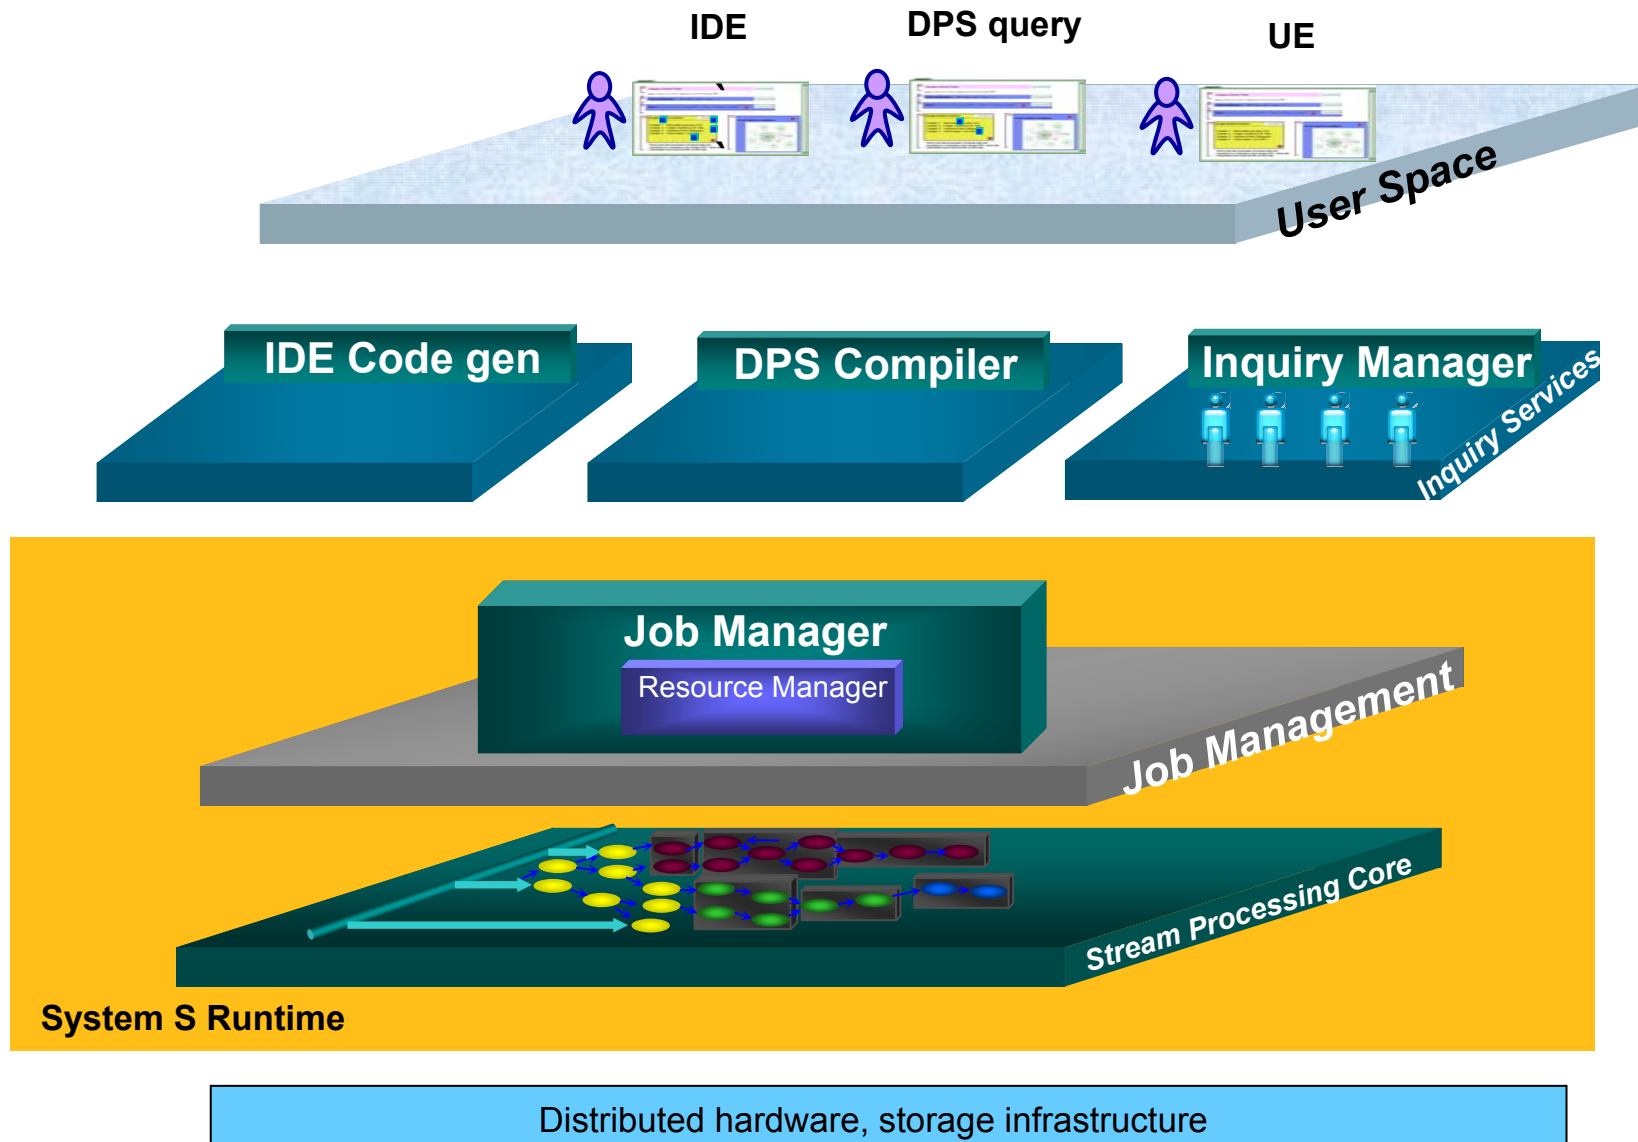 IDE
DPS query
UE
User Space
IDE Code gen
DPS Compiler
Inquiry Manager
Inquiry Services
Job Manager
Resource Manager
Job Management
Stream Processing Core
System S Runtime
Distributed hardware, storage infrastructure